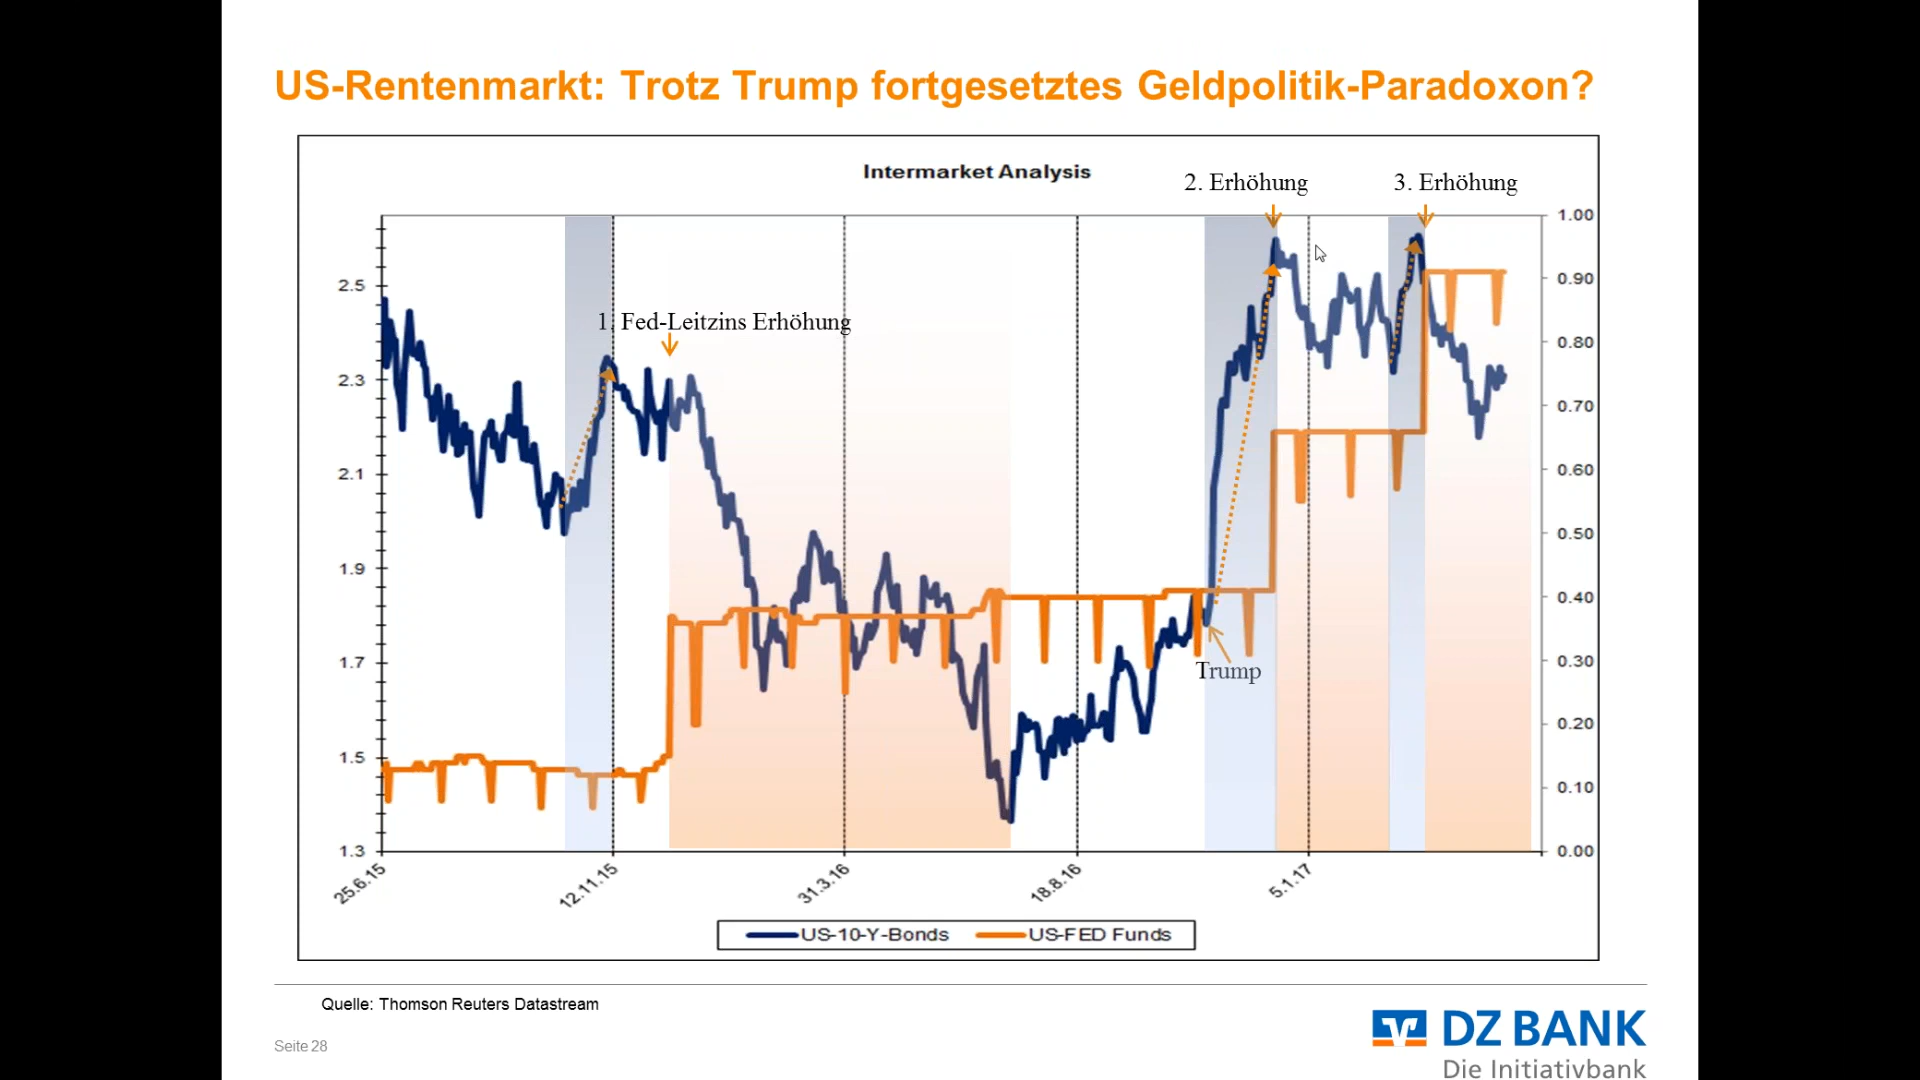 US-Rentenmarkt: Trotz Trump fortgesetztes Geldpolitik-Paradoxon?
Intermarket Analysis
2. Erhöhung
3. Erhöhung
1. Fed-Leitzins Erhöhung
Trump
2.5
2.3
2.1
1.9
1.7
1.5
1.3
1.00
0.90
0.80
0.70
0.60
0.50
0.40
0.30
0.20
0.10
0.00
25.6.15
12.11.15
31.3.16
18.8.16
5.1.17
US-10-Y-Bonds
US-FED Funds
Quelle: Thomson Reuters Datastream
Seite 28
DZ BANK
Die Initiativbank